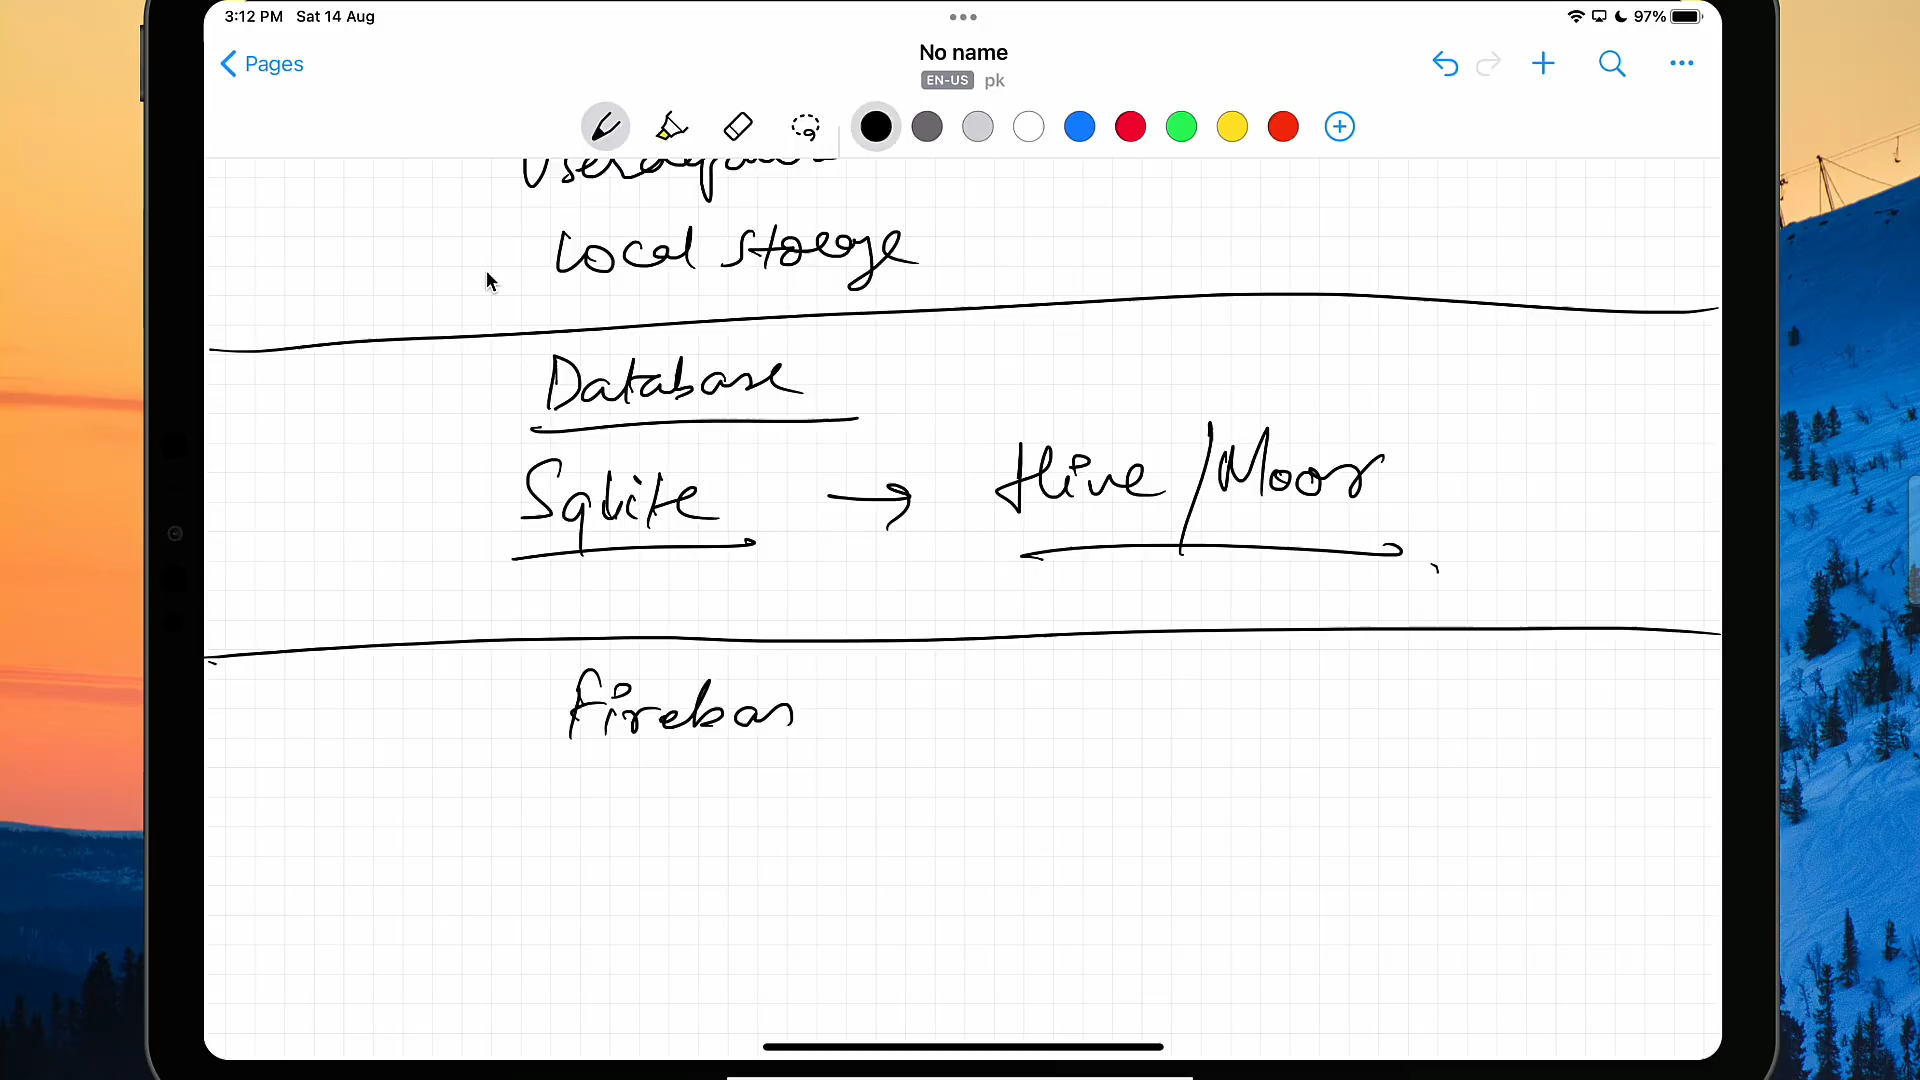 3:12 PM Sat 14 Aug
97%
Pages
No name
EN-US pk
Local Storage
Database
Sqlite → Hive/Moor
Firebas